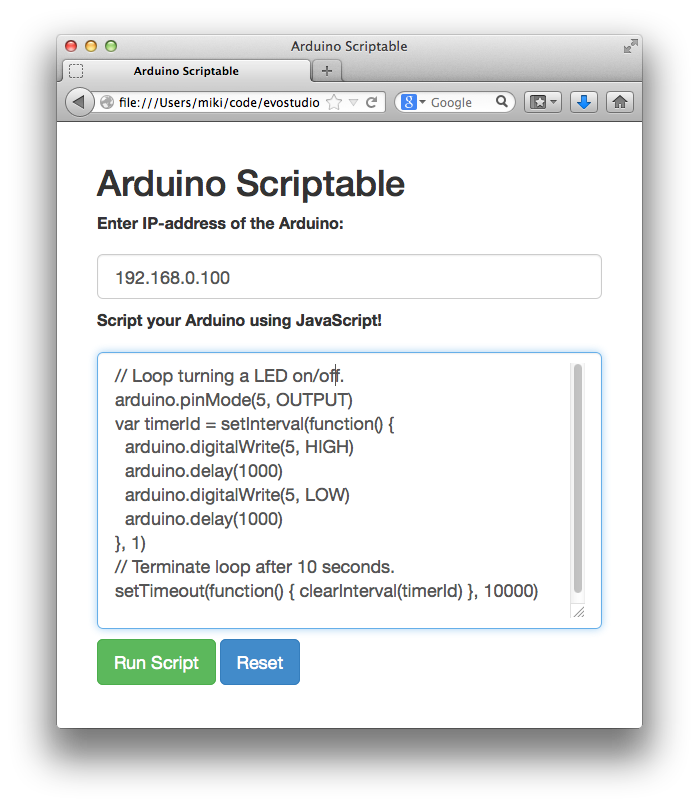 Arduino Scriptable
Arduino Scriptable
file:///Users/miki/code/evostudio
Google
Arduino Scriptable
Enter IP-address of the Arduino:
192.168.0.100
Script your Arduino using JavaScript!
// Loop turning a LED on/off.
arduino.pinMode(5, OUTPUT)
var timerId = setInterval(function() {
  arduino.digitalWrite(5, HIGH)
  arduino.delay(1000)
  arduino.digitalWrite(5, LOW)
  arduino.delay(1000)
}, 1)
// Terminate loop after 10 seconds.
setTimeout(function() { clearInterval(timerId) }, 10000)
Run Script Reset